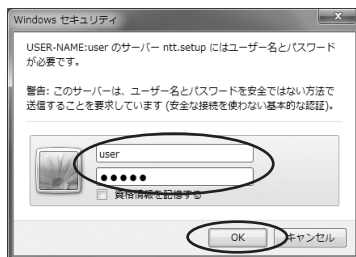 Windows セキュリティ
USER-NAME:user のサーバー ntt.setup にはユーザー名とパスワード
が必要です。
警告: このサーバーは、ユーザー名とパスワードを安全ではない方法で
送信することを要求しています (安全な接続を使わない基本的な認証)。
user
●●●●●
資格情報を記憶する
OK キャンセル